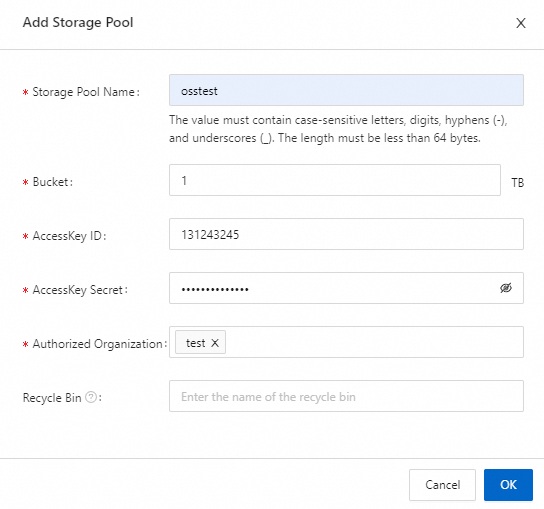 Add Storage Pool X
* Storage Pool Name: osstest
The value must contain case-sensitive letters, digits, hyphens (-),
and underscores (_). The length must be less than 64 bytes.
* Bucket: 1 TB
* AccessKey ID: 131243245
* AccessKey Secret: ••••••••••••••
* Authorized Organization: test X
Recycle Bin ? : Enter the name of the recycle bin
Cancel OK